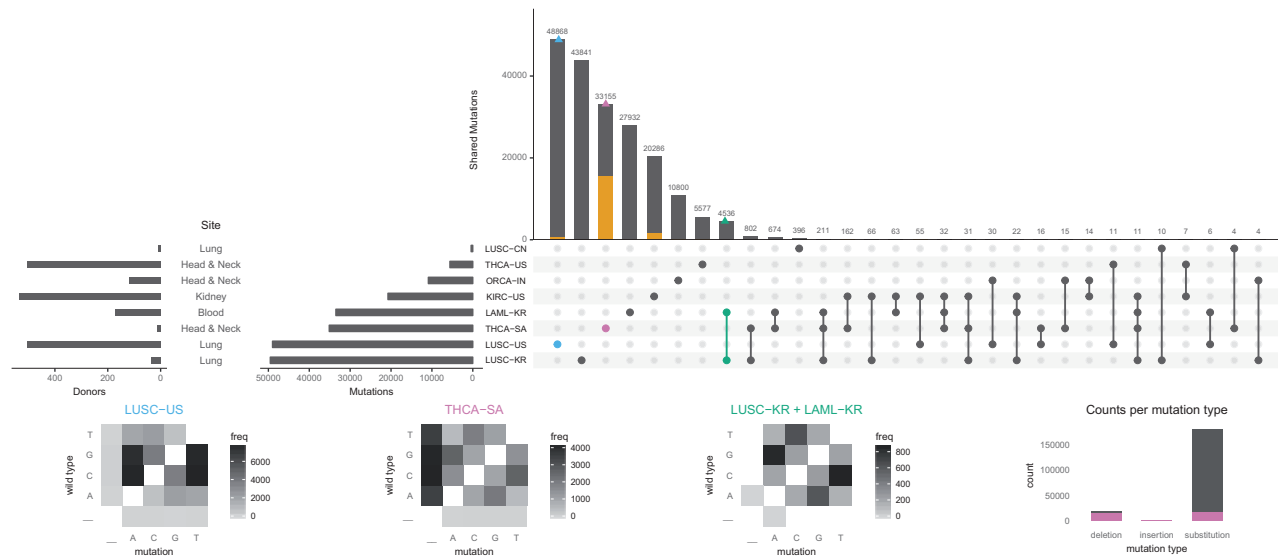 48868
43841
33155
27932
20286
10800
5577
4536
802 674 396 211 162 66 63 55 32 31 30 22 16 15 14 11 11 10 7 6 4 4
Shared Mutations
40000
20000
0
Site
Lung LUSC−CN
Head & Neck THCA−US
Head & Neck ORCA−IN
Kidney KIRC−US
Blood LAML−KR
Head & Neck THCA−SA
Lung LUSC−US
Lung LUSC−KR
400 200 0
Donors
50000 40000 30000 20000 10000 0
Mutations
LUSC−US
wild type
T
G
C
A
__
__ A C G T
mutation
freq
6000
4000
2000
0
THCA−SA
wild type
T
G
C
A
__
__ A C G T
mutation
freq
4000
3000
2000
1000
0
LUSC−KR + LAML−KR
wild type
T
G
C
A
__
__ A C G T
mutation
freq
800
600
400
200
0
Counts per mutation type
count
150000
100000
50000
0
deletion insertion substitution
mutation type